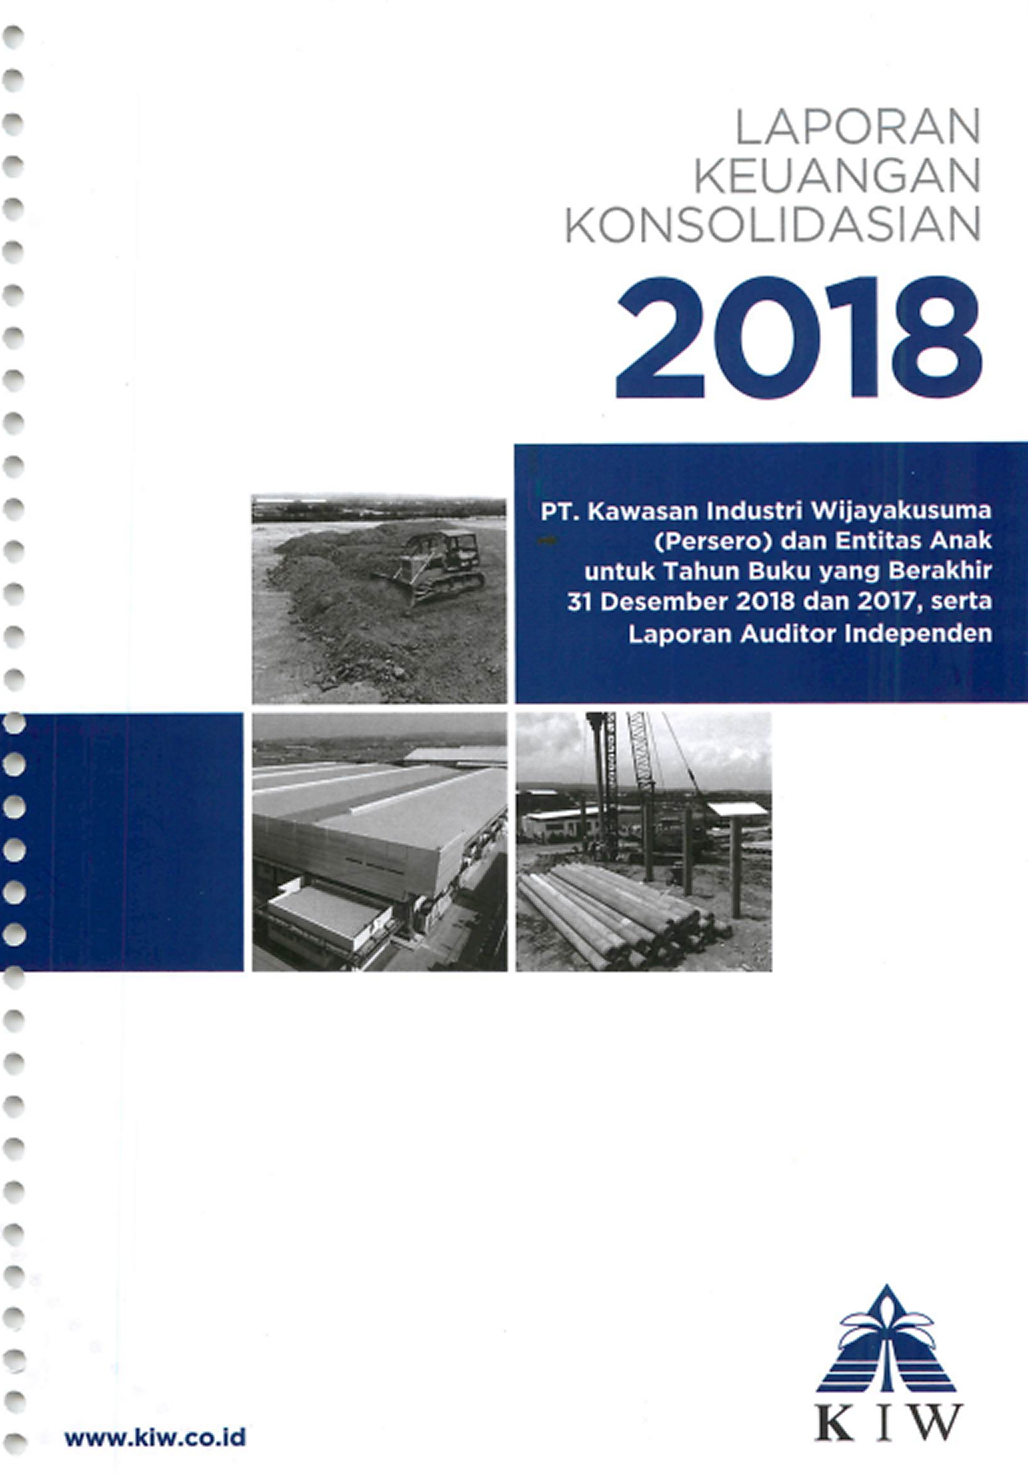 LAPORAN
KEUANGAN
KONSOLIDASIAN
2018
PT. Kawasan Industri Wijayakusuma
(Persero) dan Entitas Anak
untuk Tahun Buku yang Berakhir
31 Desember 2018 dan 2017, serta
Laporan Auditor Independen
www.kiw.co.id
KIW